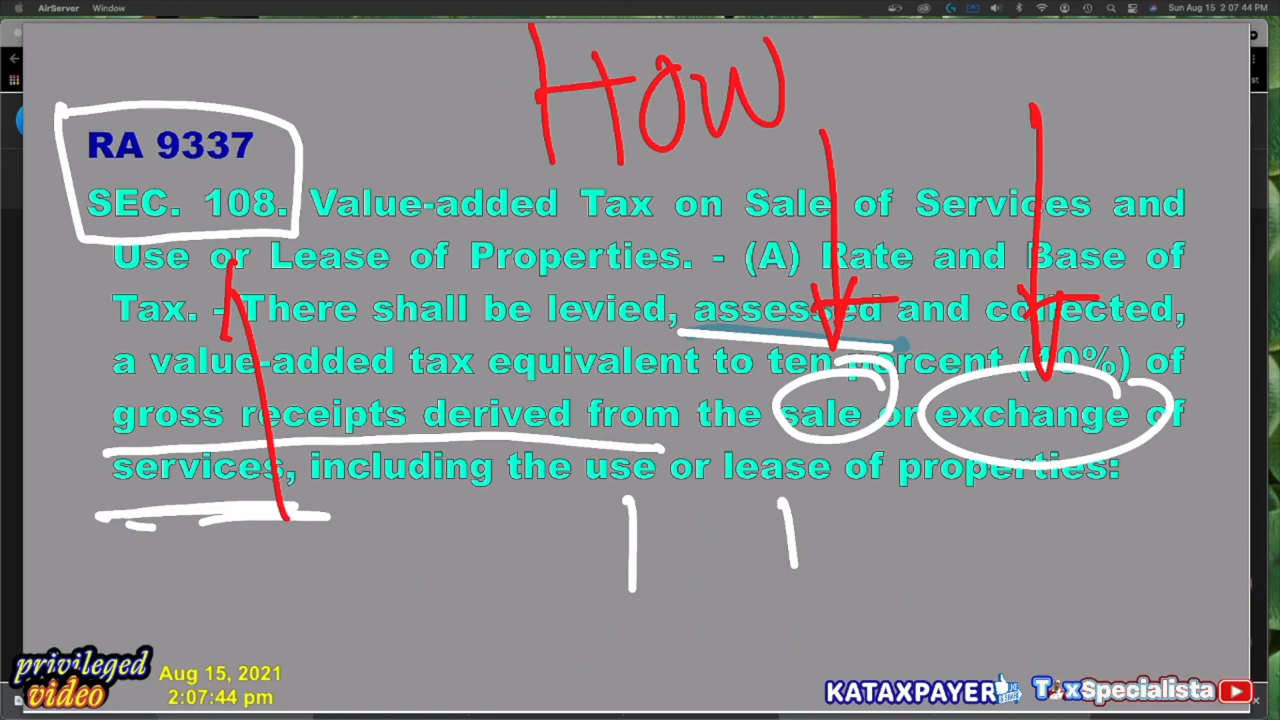 AirServer Window Sun Aug 15 2:07:44 PM
HOW
RA 9337
SEC. 108. Value-added Tax on Sale of Services and
Use or Lease of Properties. - (A) Rate and Base of
Tax. - There shall be levied, assessed and collected,
a value-added tax equivalent to ten percent (10%) of
gross receipts derived from the sale or exchange of
services, including the use or lease of properties:
privileged
video
Aug 15, 2021
2:07:44 pm
KATAXPAYER
TaxSpecialista